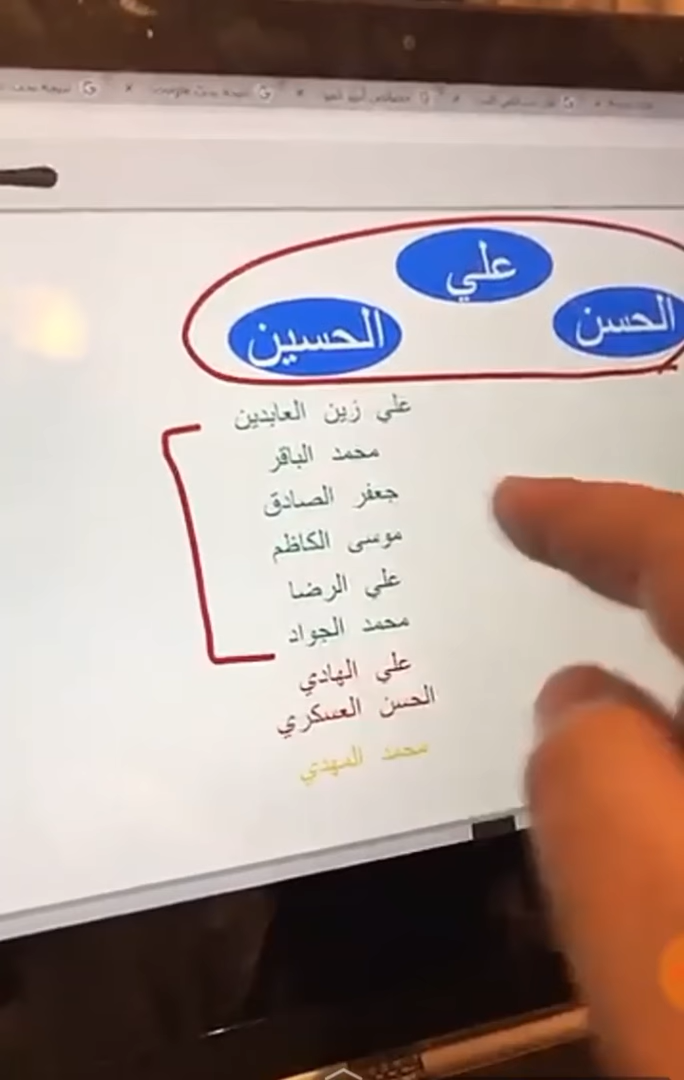 علي
الحسن
الحسين
علي زين العابدين
محمد الباقر
جعفر الصادق
موسى الكاظم
علي الرضا
محمد الجواد
علي الهادي
الحسن العسكري
محمد المهدي